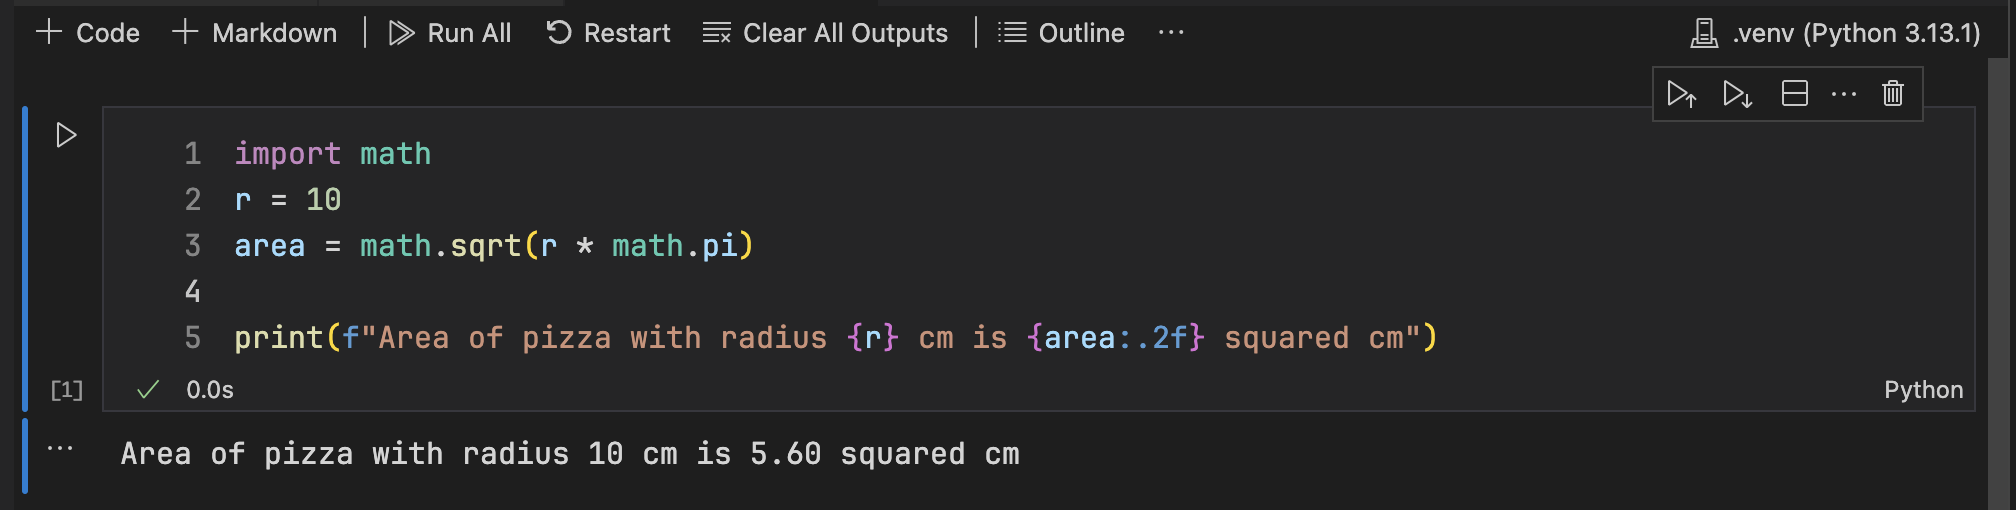 Code Markdown Run All Restart Clear All Outputs Outline ··· .venv (Python 3.13.1)
···
1 import math
2 r = 10
3 area = math.sqrt(r * math.pi)
4
5 print(f"Area of pizza with radius {r} cm is {area:.2f} squared cm")
[1] 0.0s Python
··· Area of pizza with radius 10 cm is 5.60 squared cm